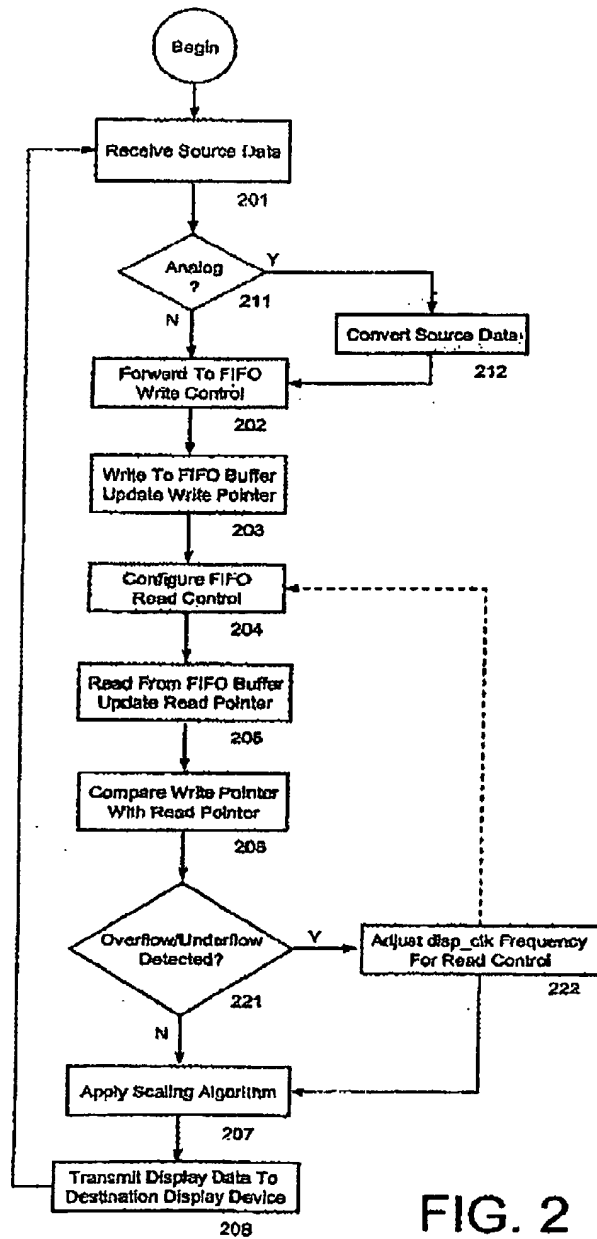 Begin
Receive Source Data
201
Analog
?
211
Y
N
Convert Source Data
212
Forward To FIFO
Write Control
202
Write To FIFO Buffer
Update Write Pointer
203
Configure FIFO
Read Control
204
Read From FIFO Buffer
Update Read Pointer
205
Compare Write Pointer
With Read Pointer
206
Overflow/Underflow
Detected?
221
Y
N
Adjust disp_clk Frequency
For Read Control
222
Apply Scaling Algorithm
207
Transmit Display Data To
Destination Display Device
208
FIG. 2